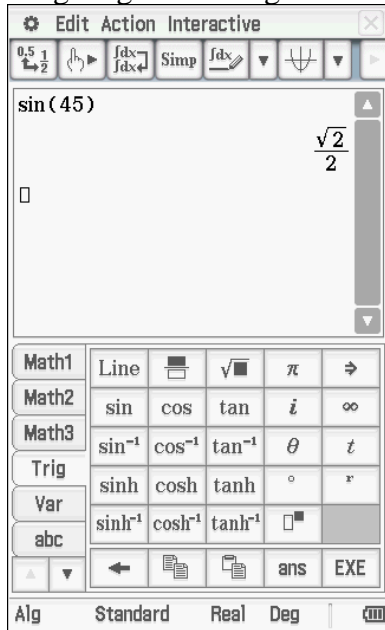 Edit Action Interactive
0.5 1 2 ∫dx ∫dx Simp ∫dx
sin(45)
√2
2
Math1 Line √■ π ⇒
Math2 sin cos tan i ∞
Math3 sin⁻¹ cos⁻¹ tan⁻¹ θ t
Trig sinh cosh tanh ° r
Var sinh⁻¹ cosh⁻¹ tanh⁻¹
abc
ans EXE
Alg Standard Real Deg